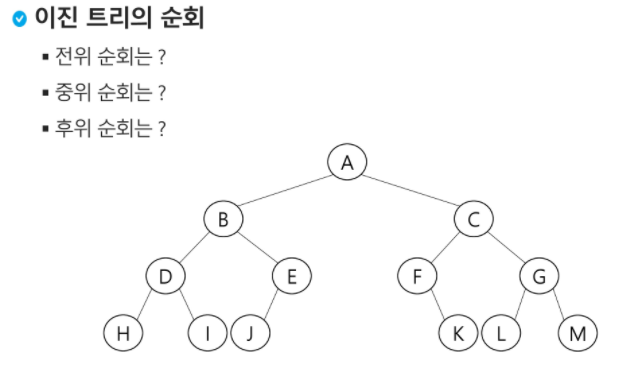 이진 트리의 순회
▪ 전위 순회는 ?
▪ 중위 순회는 ?
▪ 후위 순회는 ?
A
B C
D E F G
H I J K L M